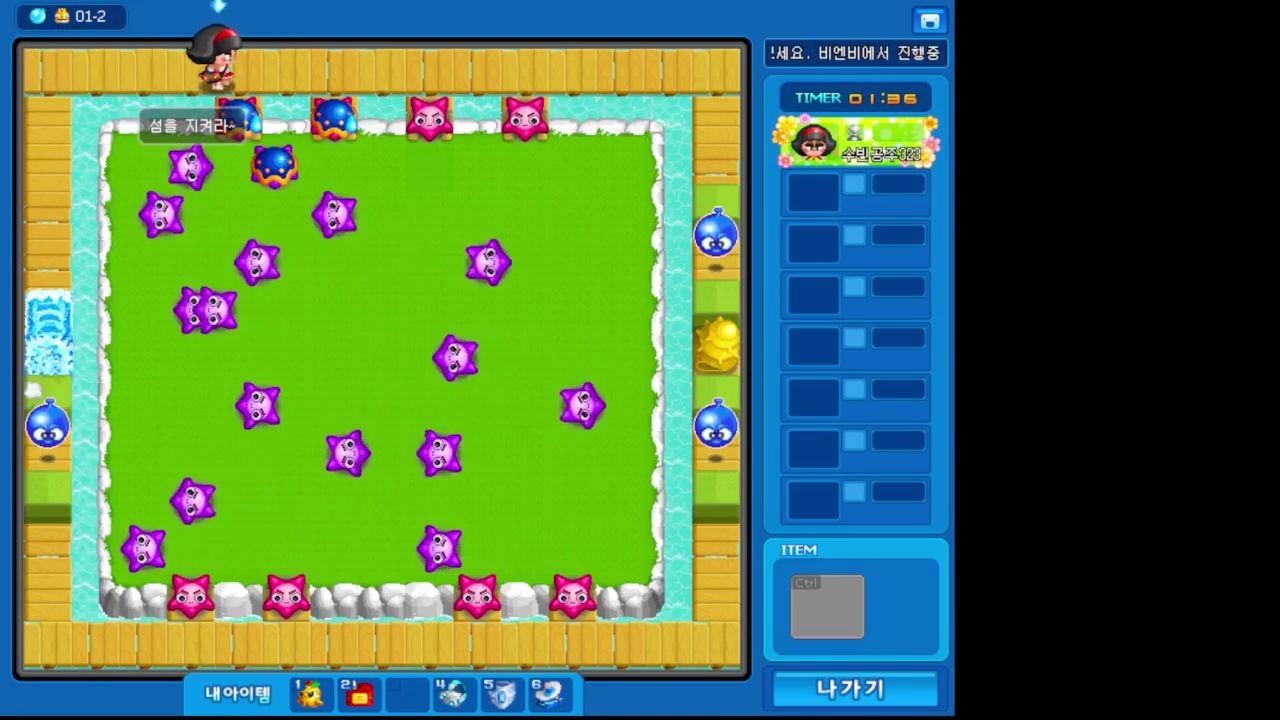 01-2
!세요. 비엔비에서 진행중
TIMER 01:36
섬을 지켜라~
수빈공주323
ITEM
Ctrl
내아이템
1
2
4
5
6
나가기